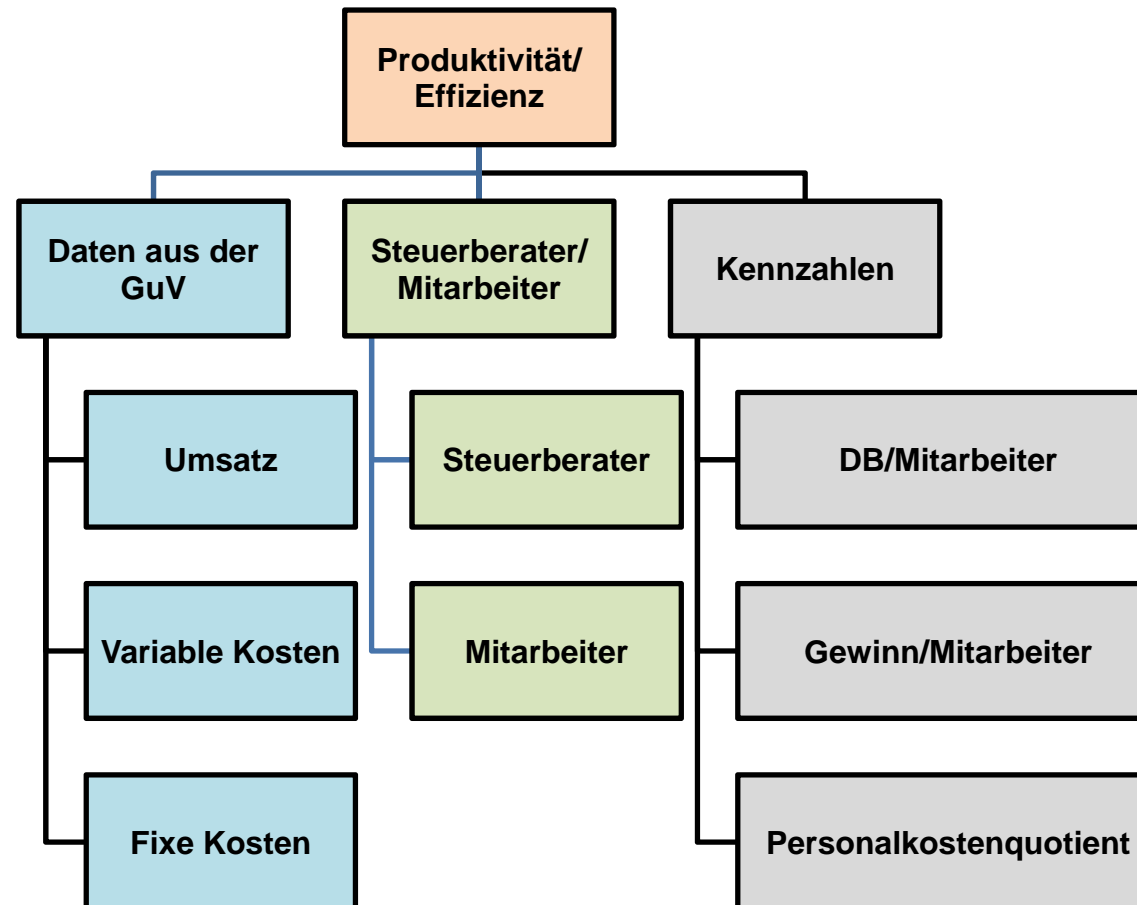 Produktivität/
Effizienz
Daten aus der
GuV
Steuerberater/
Mitarbeiter
Kennzahlen
Umsatz
Steuerberater
DB/Mitarbeiter
Variable Kosten
Mitarbeiter
Gewinn/Mitarbeiter
Fixe Kosten
Personalkostenquotient